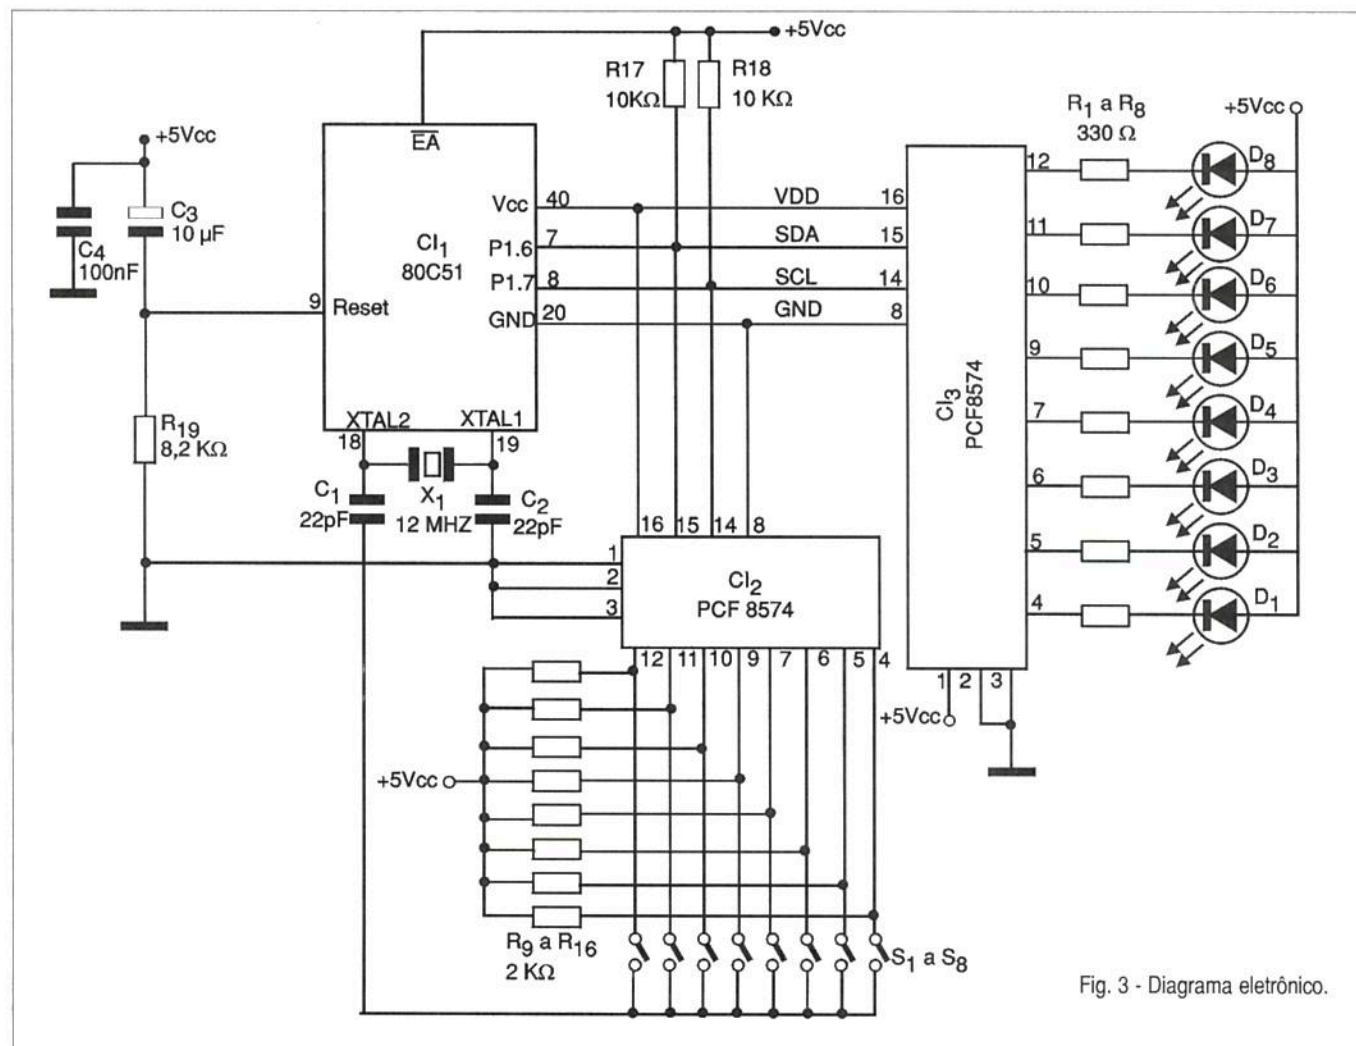 +5Vcc
R17
10KΩ
R18
10 KΩ
R1 a R8
330 Ω
+5Vcc
+5Vcc
C3
10 µF
C4
100nF
EA
Vcc
40
CI1
80C51
P1.6
7
P1.7
8
GND
20
9
Reset
XTAL2
XTAL1
18
19
VDD
16
SDA
15
SCL
14
GND
8
CI3
PCF8574
12
D8
11
D7
10
D6
9
D5
7
D4
6
D3
5
D2
4
D1
1
2
3
+5Vcc
R19
8,2 KΩ
C1
22pF
X1
12 MHZ
C2
22pF
16
15
14
8
1
2
3
CI2
PCF 8574
12
11
10
9
7
6
5
4
+5Vcc
R9 a R16
2 KΩ
S1 a S8
Fig. 3 - Diagrama eletrônico.